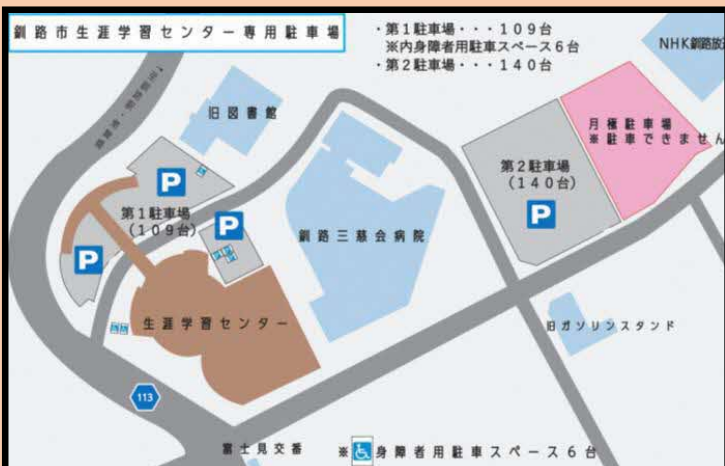 釧路市生涯学習センター専用駐車場
・第1駐車場・・・109台
※内身障者用駐車スペース6台
・第2駐車場・・・140台
NHK釧路放
旧図書館
月極駐車場
※駐車できません
第2駐車場
(140台)
P
P
第1駐車場
(109台)
P
P
釧路三慈会病院
生涯学習センター
旧ガソリンスタンド
113
富士見交番
※身障者用駐車スペース6台